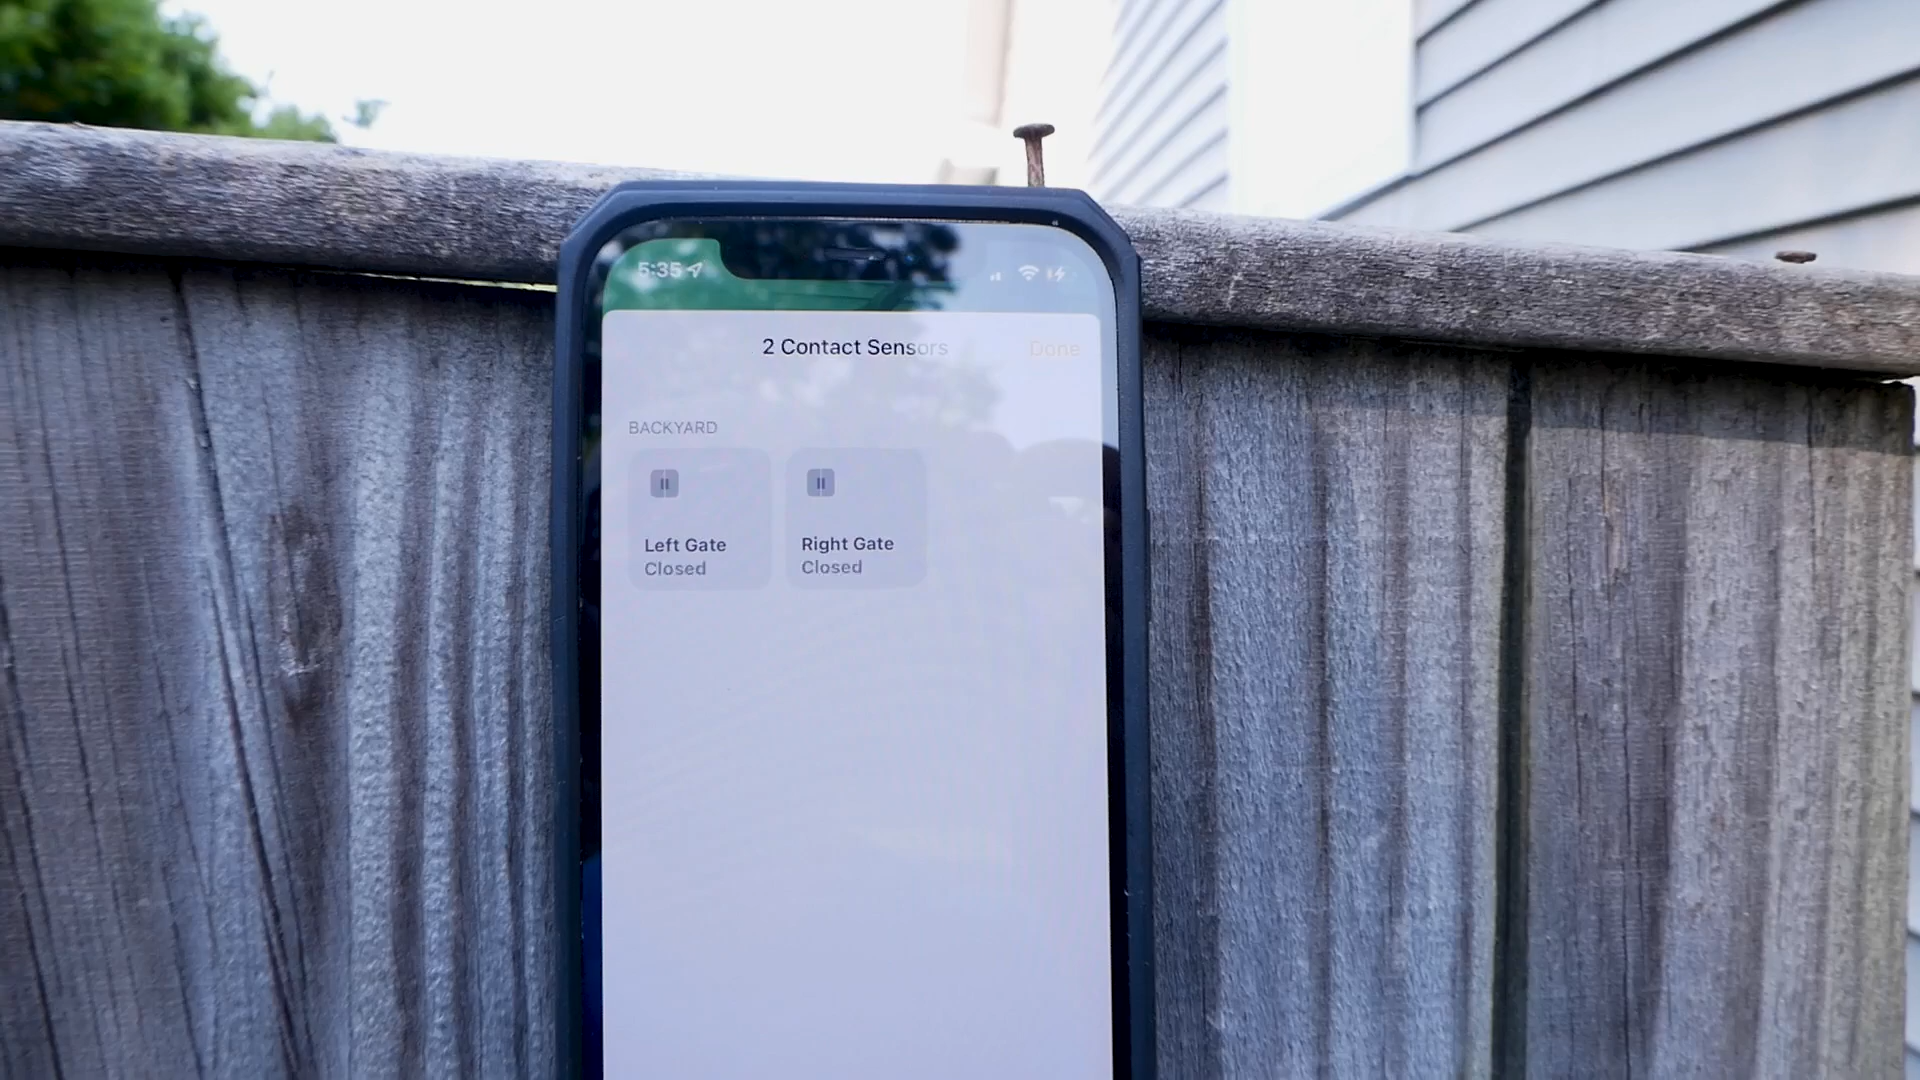 5:35
2 Contact Sensors
Done
BACKYARD
Left Gate
Closed
Right Gate
Closed